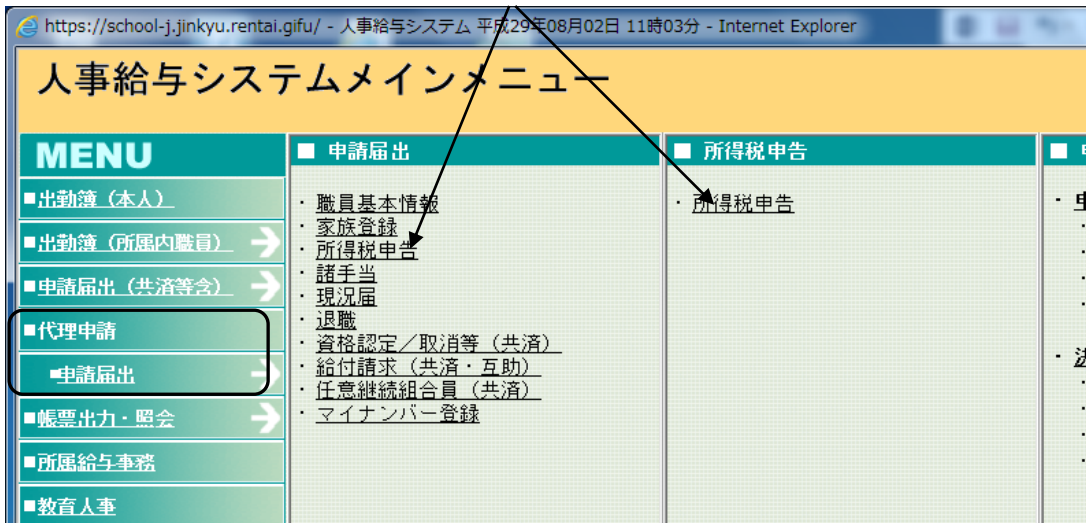 https://school-j.jinkyu.rentai.gifu/ - 人事給与システム 平成29年08月02日 11時03分 - Internet Explorer
人事給与システムメインメニュー
MENU
■出勤簿（本人）
■出勤簿（所属内職員）
■申請届出（共済等含）
■代理申請
■申請届出
■帳票出力・照会
■所属給与事務
■教育人事
■ 申請届出
・職員基本情報
・家族登録
・所得税申告
・諸手当
・現況届
・退職
・資格認定／取消等（共済）
・給付請求（共済・互助）
・任意継続組合員（共済）
・マイナンバー登録
■ 所得税申告
・所得税申告